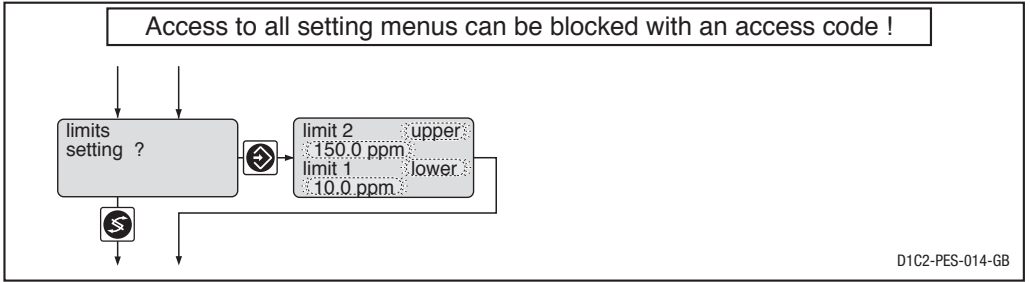 Access to all setting menus can be blocked with an access code !
limits
setting ?
limit 2 upper
150.0 ppm
limit 1 lower
10.0 ppm
D1C2-PES-014-GB